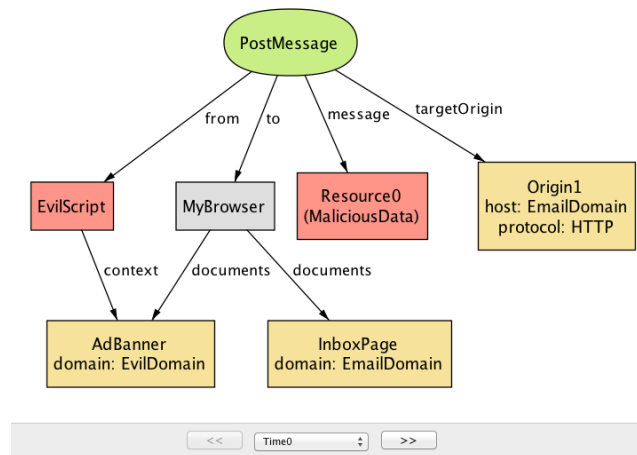 PostMessage
from
to
message
targetOrigin
EvilScript
MyBrowser
Resource0
(MaliciousData)
Origin1
host: EmailDomain
protocol: HTTP
context
documents
documents
AdBanner
domain: EvilDomain
InboxPage
domain: EmailDomain
<<
Time0
>>